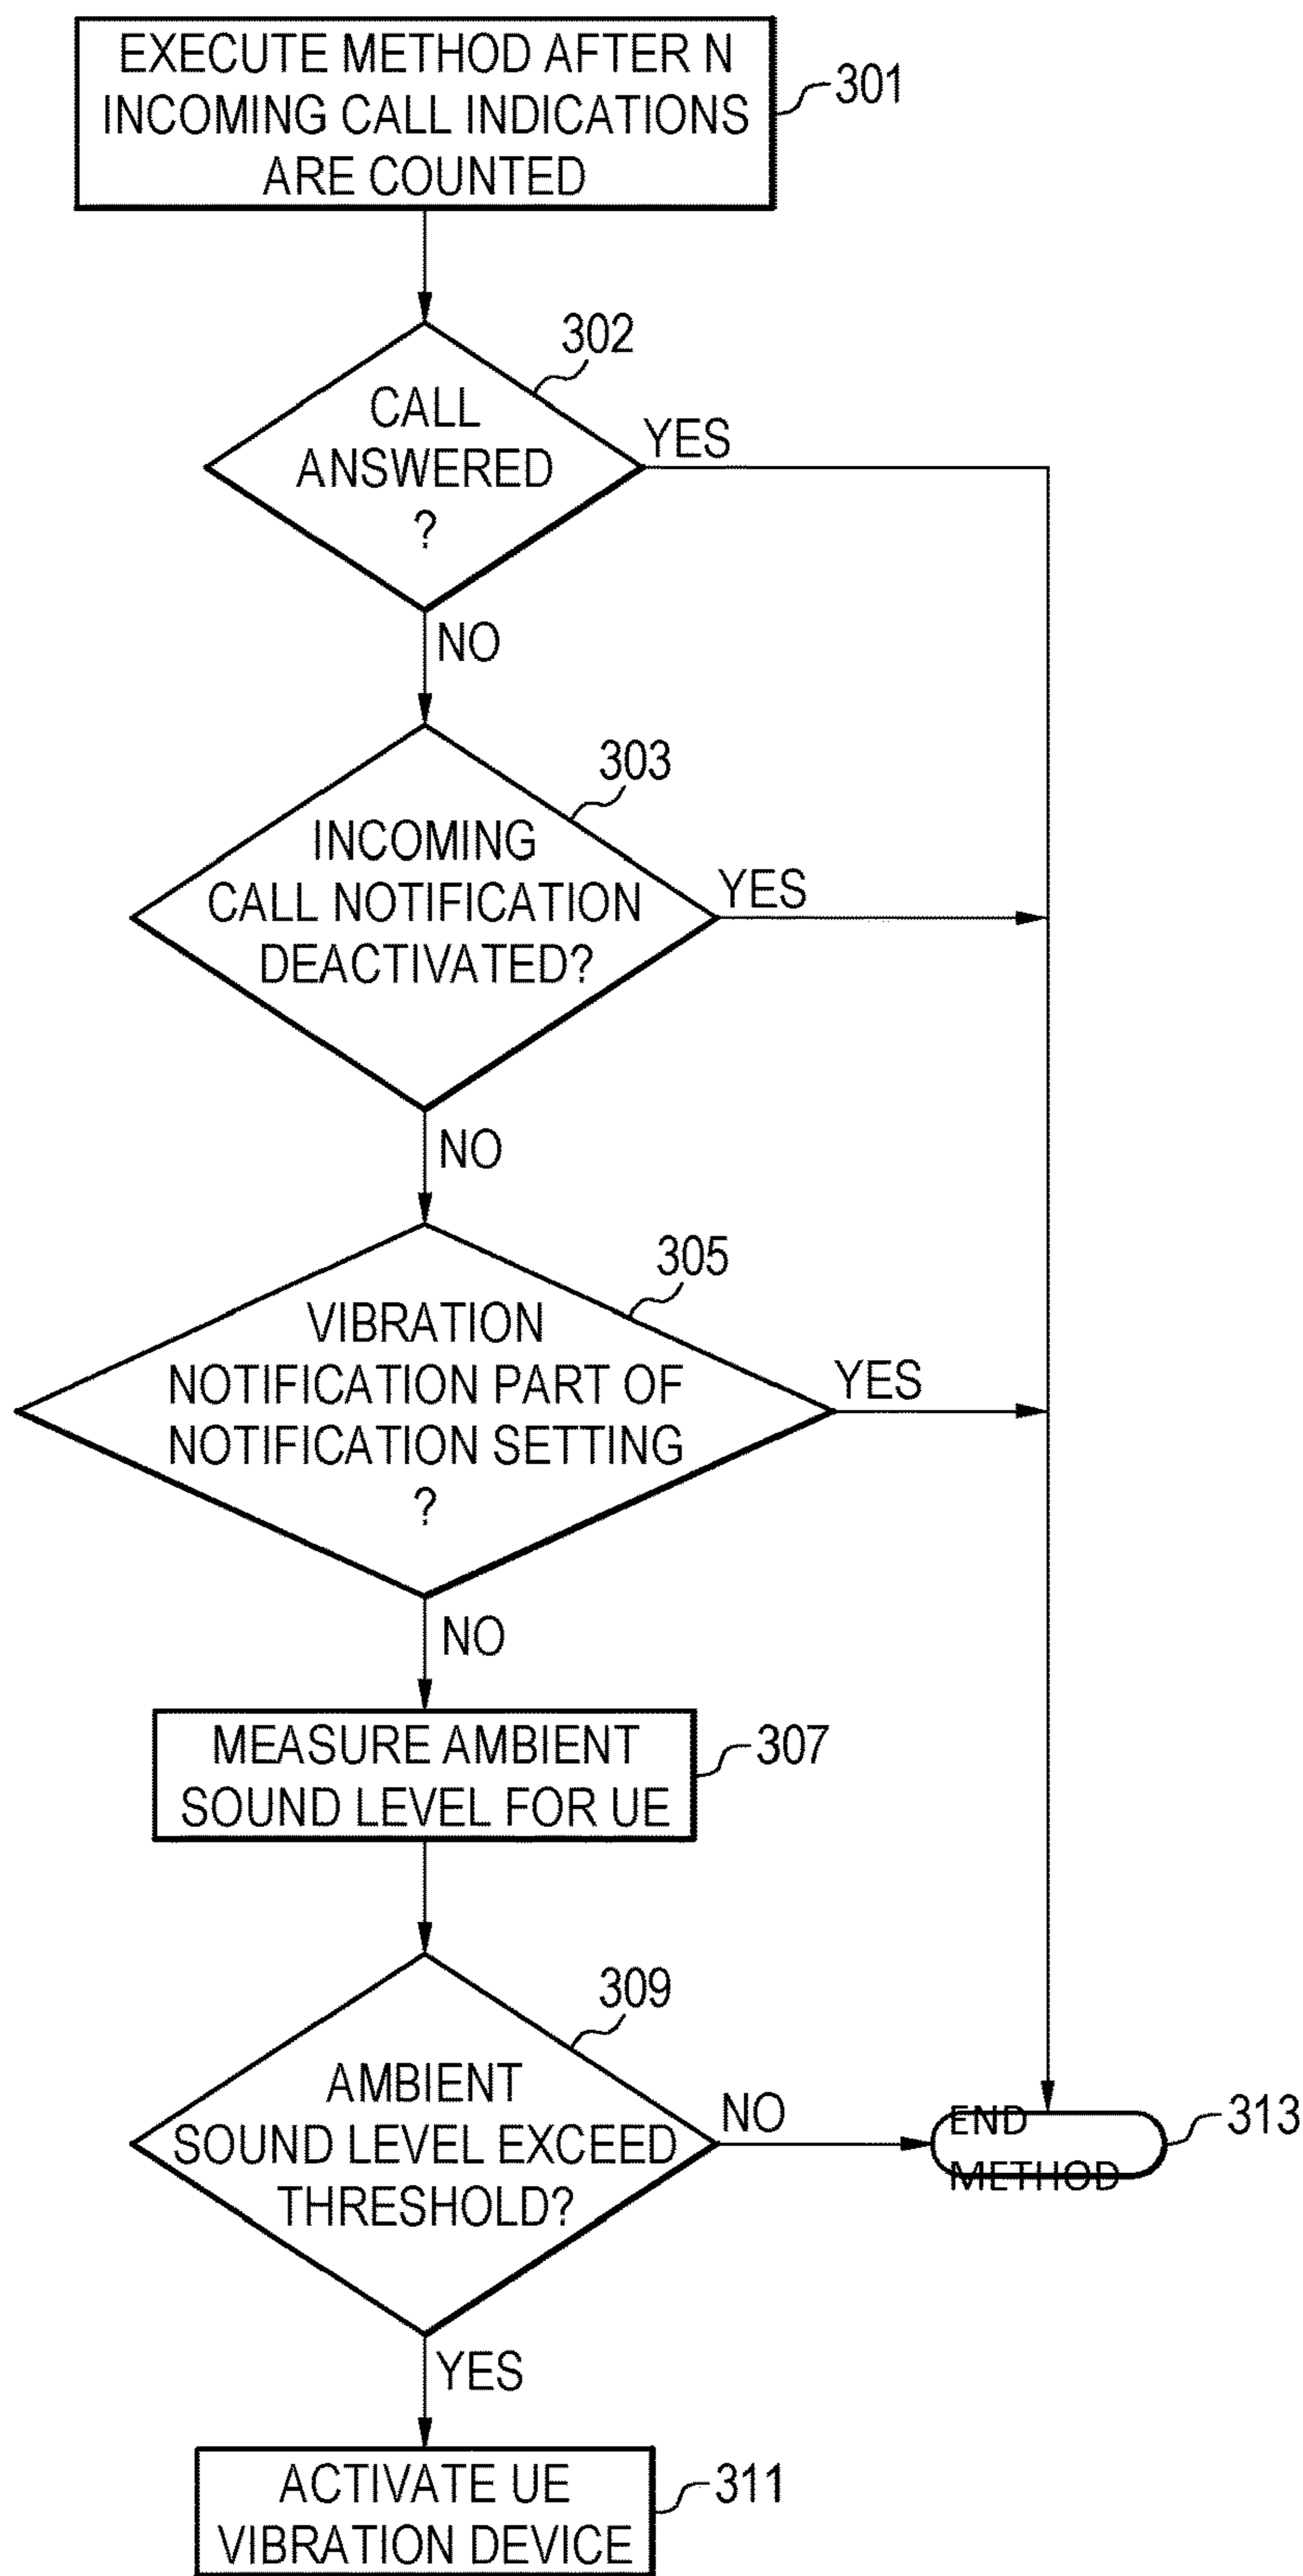 EXECUTE METHOD AFTER N
INCOMING CALL INDICATIONS
ARE COUNTED
301
302
CALL
ANSWERED
?
YES
NO
303
INCOMING
CALL NOTIFICATION
DEACTIVATED?
YES
NO
305
VIBRATION
NOTIFICATION PART OF
NOTIFICATION SETTING
?
YES
NO
MEASURE AMBIENT
SOUND LEVEL FOR UE
307
309
AMBIENT
SOUND LEVEL EXCEED
THRESHOLD?
NO
END
METHOD
313
YES
ACTIVATE UE
VIBRATION DEVICE
311